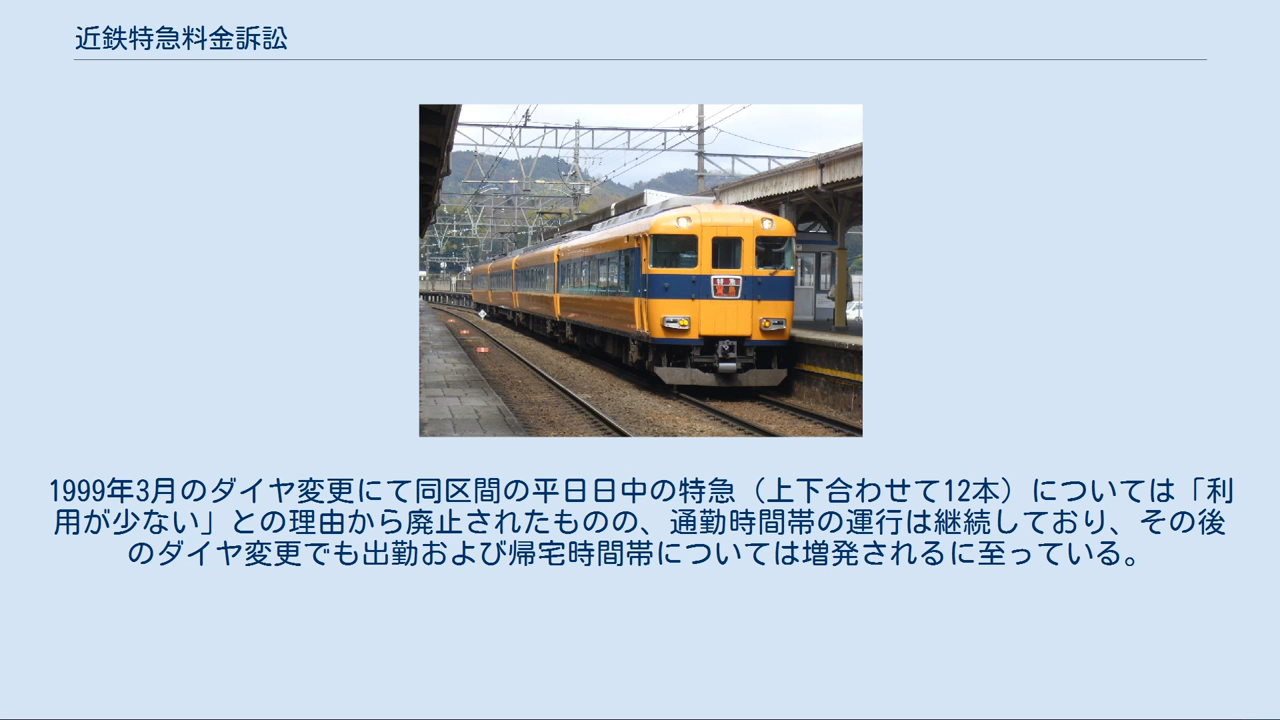 近鉄特急料金訴訟
特急
1999年3月のダイヤ変更にて同区間の平日日中の特急（上下合わせて12本）については「利
用が少ない」との理由から廃止されたものの、通勤時間帯の運行は継続しており、その後
のダイヤ変更でも出勤および帰宅時間帯については増発されるに至っている。